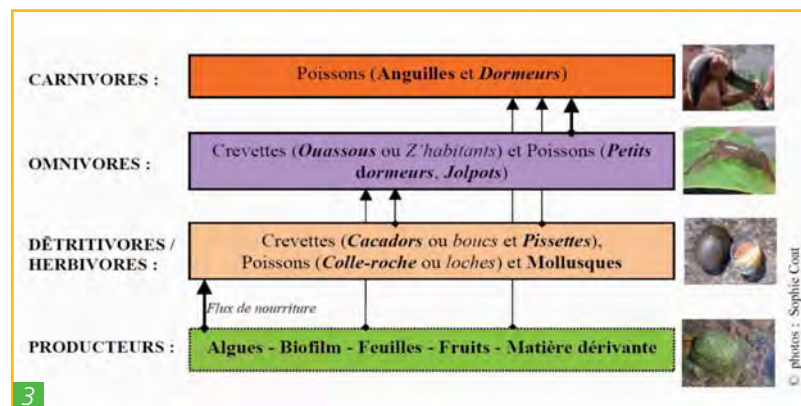 CARNIVORES :
Poissons (Anguilles et Dormeurs)
OMNIVORES :
Crevettes (Ouassous ou Z'habitants) et Poissons (Petits
dormeurs, Jolpots)
DÊTRITIVORES /
HERBIVORES :
Crevettes (Cacadors ou boucs et Pissettes),
Poissons (Colle-roche ou loches) et Mollusques
Flux de nourriture
PRODUCTEURS :
Algues - Biofilm - Feuilles - Fruits - Matière dérivante
© photos : Sophie Coat
3